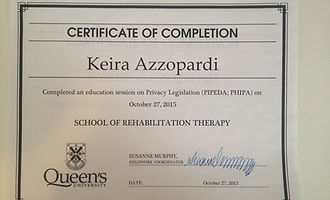 CERTIFICATE OF COMPLETION
Keira Azzopardi
Completed an education session on Privacy Legislation (PIPEDA; PHIPA) on
October 27, 2015
SCHOOL OF REHABILITATION THERAPY
SUSANNE MURPHY,
FIELDWORK COORDINATOR
Queen's
UNIVERSITY
DATE: October 27, 2015